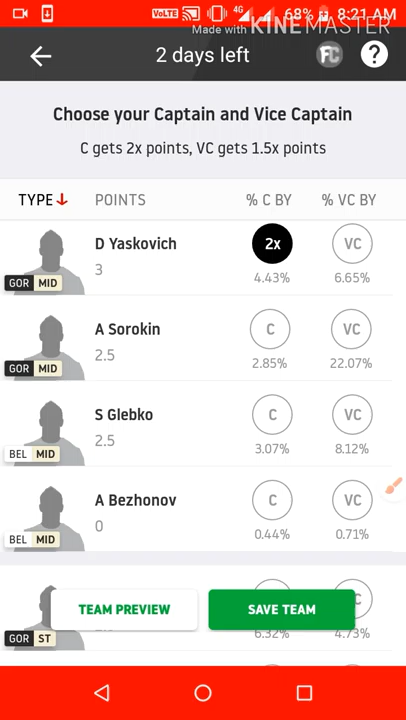 VoLTE 4G 68% 8:21 AM
Made with KINEMASTER
2 days left FC ?
Choose your Captain and Vice Captain
C gets 2x points, VC gets 1.5x points
TYPE POINTS % C BY % VC BY
D Yaskovich 2x VC
3
GOR MID 4.43% 6.65%
A Sorokin C VC
2.5
GOR MID 2.85% 22.07%
S Glebko C VC
2.5
BEL MID 3.07% 8.12%
A Bezhonov C VC
0
BEL MID 0.44% 0.71%
TEAM PREVIEW SAVE TEAM
GOR ST 6.32% 4.73%